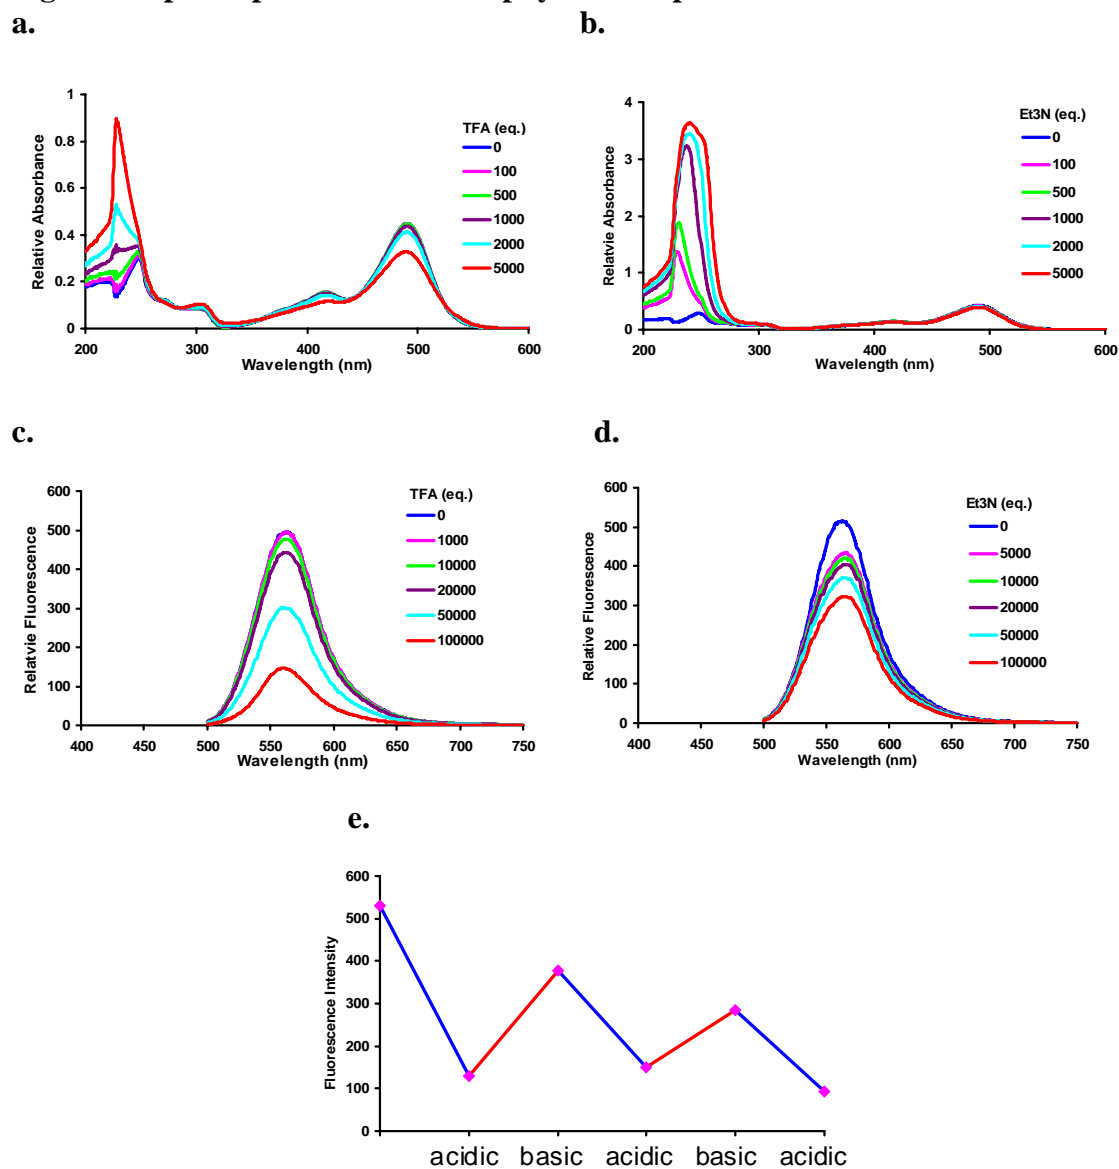 a.
Relative Absorbance
1
0.8
0.6
0.4
0.2
0
200 300 400 500 600
Wavelength (nm)
TFA (eq.)
0
100
500
1000
2000
5000
b.
Relatvie Absorbance
4
3
2
1
0
200 300 400 500 600
Wavelength (nm)
Et3N (eq.)
0
100
500
1000
2000
5000
c.
Relatvie Fluorescence
600
500
400
300
200
100
0
400 450 500 550 600 650 700 750
Wavelength (nm)
TFA (eq.)
0
1000
10000
20000
50000
100000
d.
Relative Fluorescence
600
500
400
300
200
100
0
400 450 500 550 600 650 700 750
Wavelength (nm)
Et3N (eq.)
0
5000
10000
20000
50000
100000
e.
Fluorescence Intensity
600
500
400
300
200
100
0
acidic basic acidic basic acidic